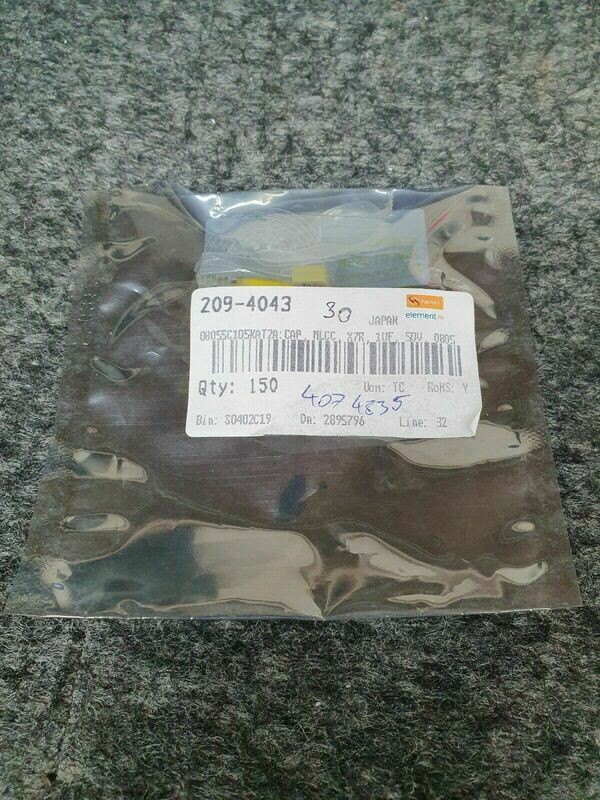 209-4043
30
JAPAN
Farnell
element14
08055C105KAT2A;CAP, MLCC, X7R, 1UF, 50V, 0805
Qty: 150
Uom: TC
RoHS: Y
4074835
Bin: S0402C19
Dn: 2895796
Line: 32